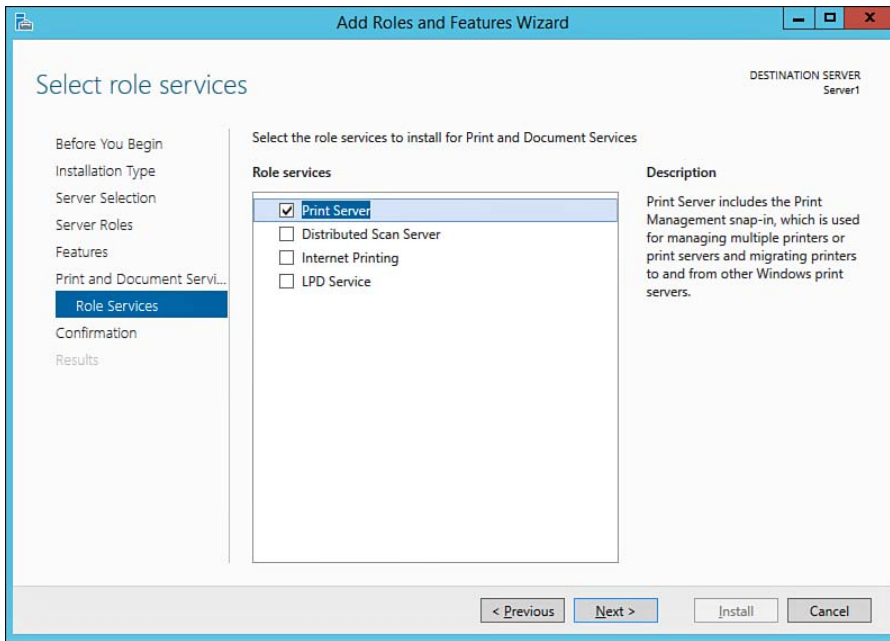 Add Roles and Features Wizard
Select role services
DESTINATION SERVER
Server1
Before You Begin
Installation Type
Server Selection
Server Roles
Features
Print and Document Servi...
Role Services
Confirmation
Results
Select the role services to install for Print and Document Services
Role services
Print Server
Distributed Scan Server
Internet Printing
LPD Service
Description
Print Server includes the Print
Management snap-in, which is used
for managing multiple printers or
print servers and migrating printers
to and from other Windows print
servers.
< Previous
Next >
Install
Cancel